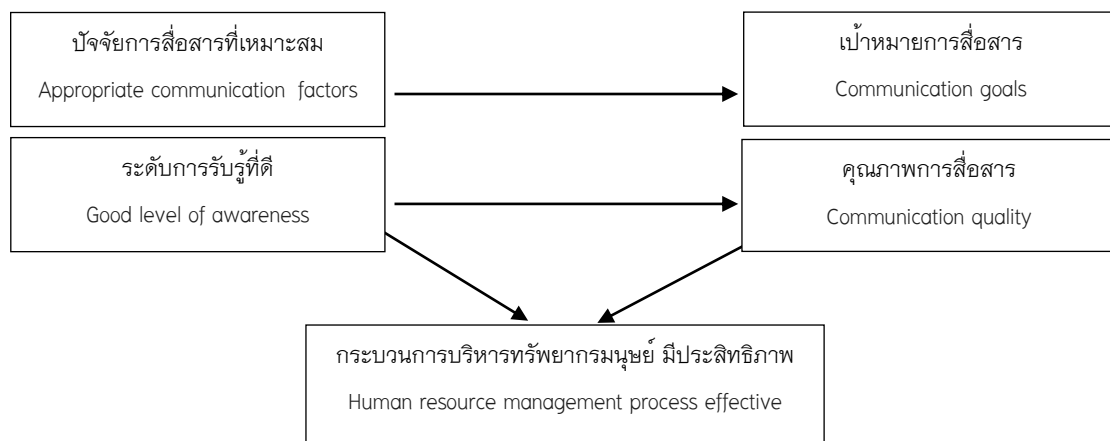 ปัจจัยการสื่อสารที่เหมาะสม
Appropriate communication factors
เป้าหมายการสื่อสาร
Communication goals
ระดับการรับรู้ที่ดี
Good level of awareness
คุณภาพการสื่อสาร
Communication quality
กระบวนการบริหารทรัพยากรมนุษย์ มีประสิทธิภาพ
Human resource management process effective